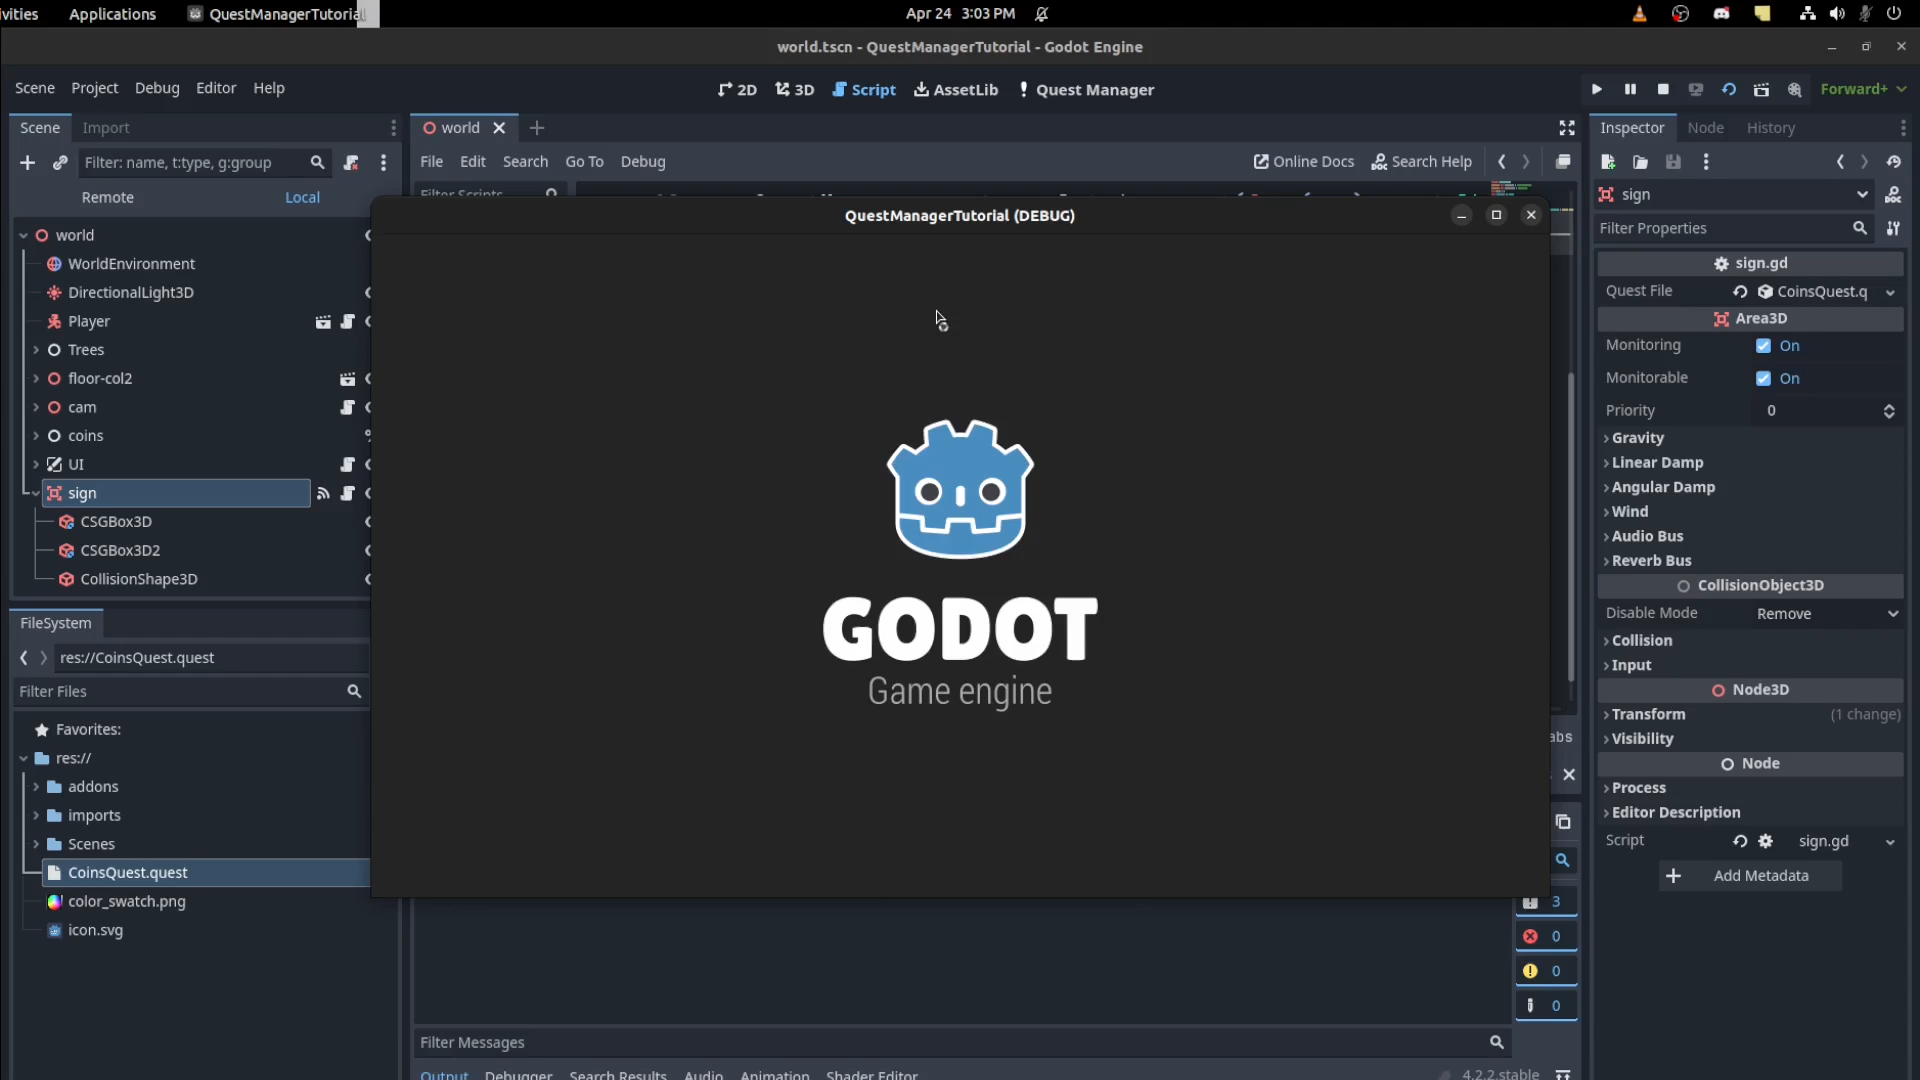 ivities Applications QuestManagerTutorial Apr 24 3:03 PM
world.tscn - QuestManagerTutorial - Godot Engine
Scene Project Debug Editor Help 2D 3D Script AssetLib Quest Manager Forward+
Scene Import
world
Inspector Node History
Filter: name, t:type, g:group
File Edit Search Go To Debug Online Docs Search Help
Remote Local
Filter Scripts
sign
QuestManagerTutorial (DEBUG)
Filter Properties
world
WorldEnvironment
DirectionalLight3D
Player
Trees
floor-col2
cam
coins
UI
sign
CSGBox3D
CSGBox3D2
CollisionShape3D
GODOT
Game engine
sign.gd
Quest File CoinsQuest.q
Area3D
Monitoring On
Monitorable On
Priority 0
Gravity
Linear Damp
Angular Damp
Wind
Audio Bus
Reverb Bus
CollisionObject3D
Disable Mode Remove
Collision
Input
Node3D
Transform (1 change)
Visibility
Node
Process
Editor Description
Script sign.gd
Add Metadata
FileSystem
res://CoinsQuest.quest
Filter Files
Favorites:
res://
addons
imports
Scenes
CoinsQuest.quest
color_swatch.png
icon.svg
abs
3
0
0
0
Filter Messages
Output Debugger Search Results Audio Animation Shader Editor 4.2.2.stable